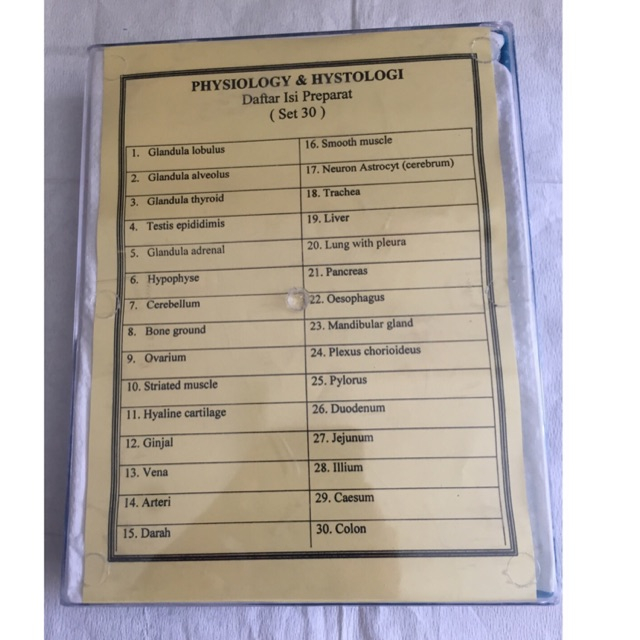 PHYSIOLOGY & HYSTOLOGI
Daftar Isi Preparat
( Set 30 )
1. Glandula lobulus
2. Glandula alveolus
3. Glandula thyroid
4. Testis epididimis
5. Glandula adrenal
6. Hypophyse
7. Cerebellum
8. Bone ground
9. Ovarium
10. Striated muscle
11. Hyaline cartilage
12. Ginjal
13. Vena
14. Arteri
15. Darah
16. Smooth muscle
17. Neuron Astrocyt (cerebrum)
18. Trachea
19. Liver
20. Lung with pleura
21. Pancreas
22. Oesophagus
23. Mandibular gland
24. Plexus chorioideus
25. Pylorus
26. Duodenum
27. Jejunum
28. Illium
29. Caesum
30. Colon